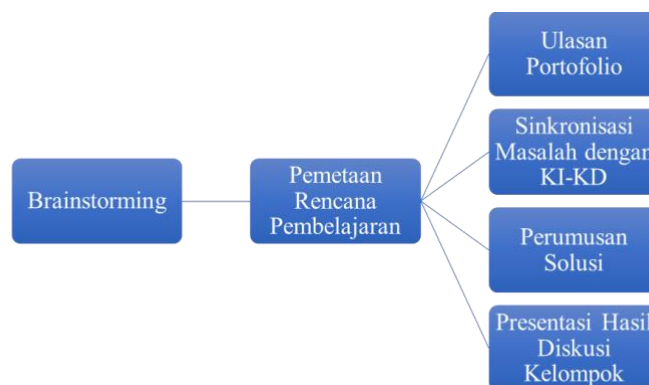 Brainstorming
Pemetaan
Rencana
Pembelajaran
Ulasan
Portofolio
Sinkronisasi
Masalah dengan
KI-KD
Perumusan
Solusi
Presentasi Hasil
Diskusi
Kelompok